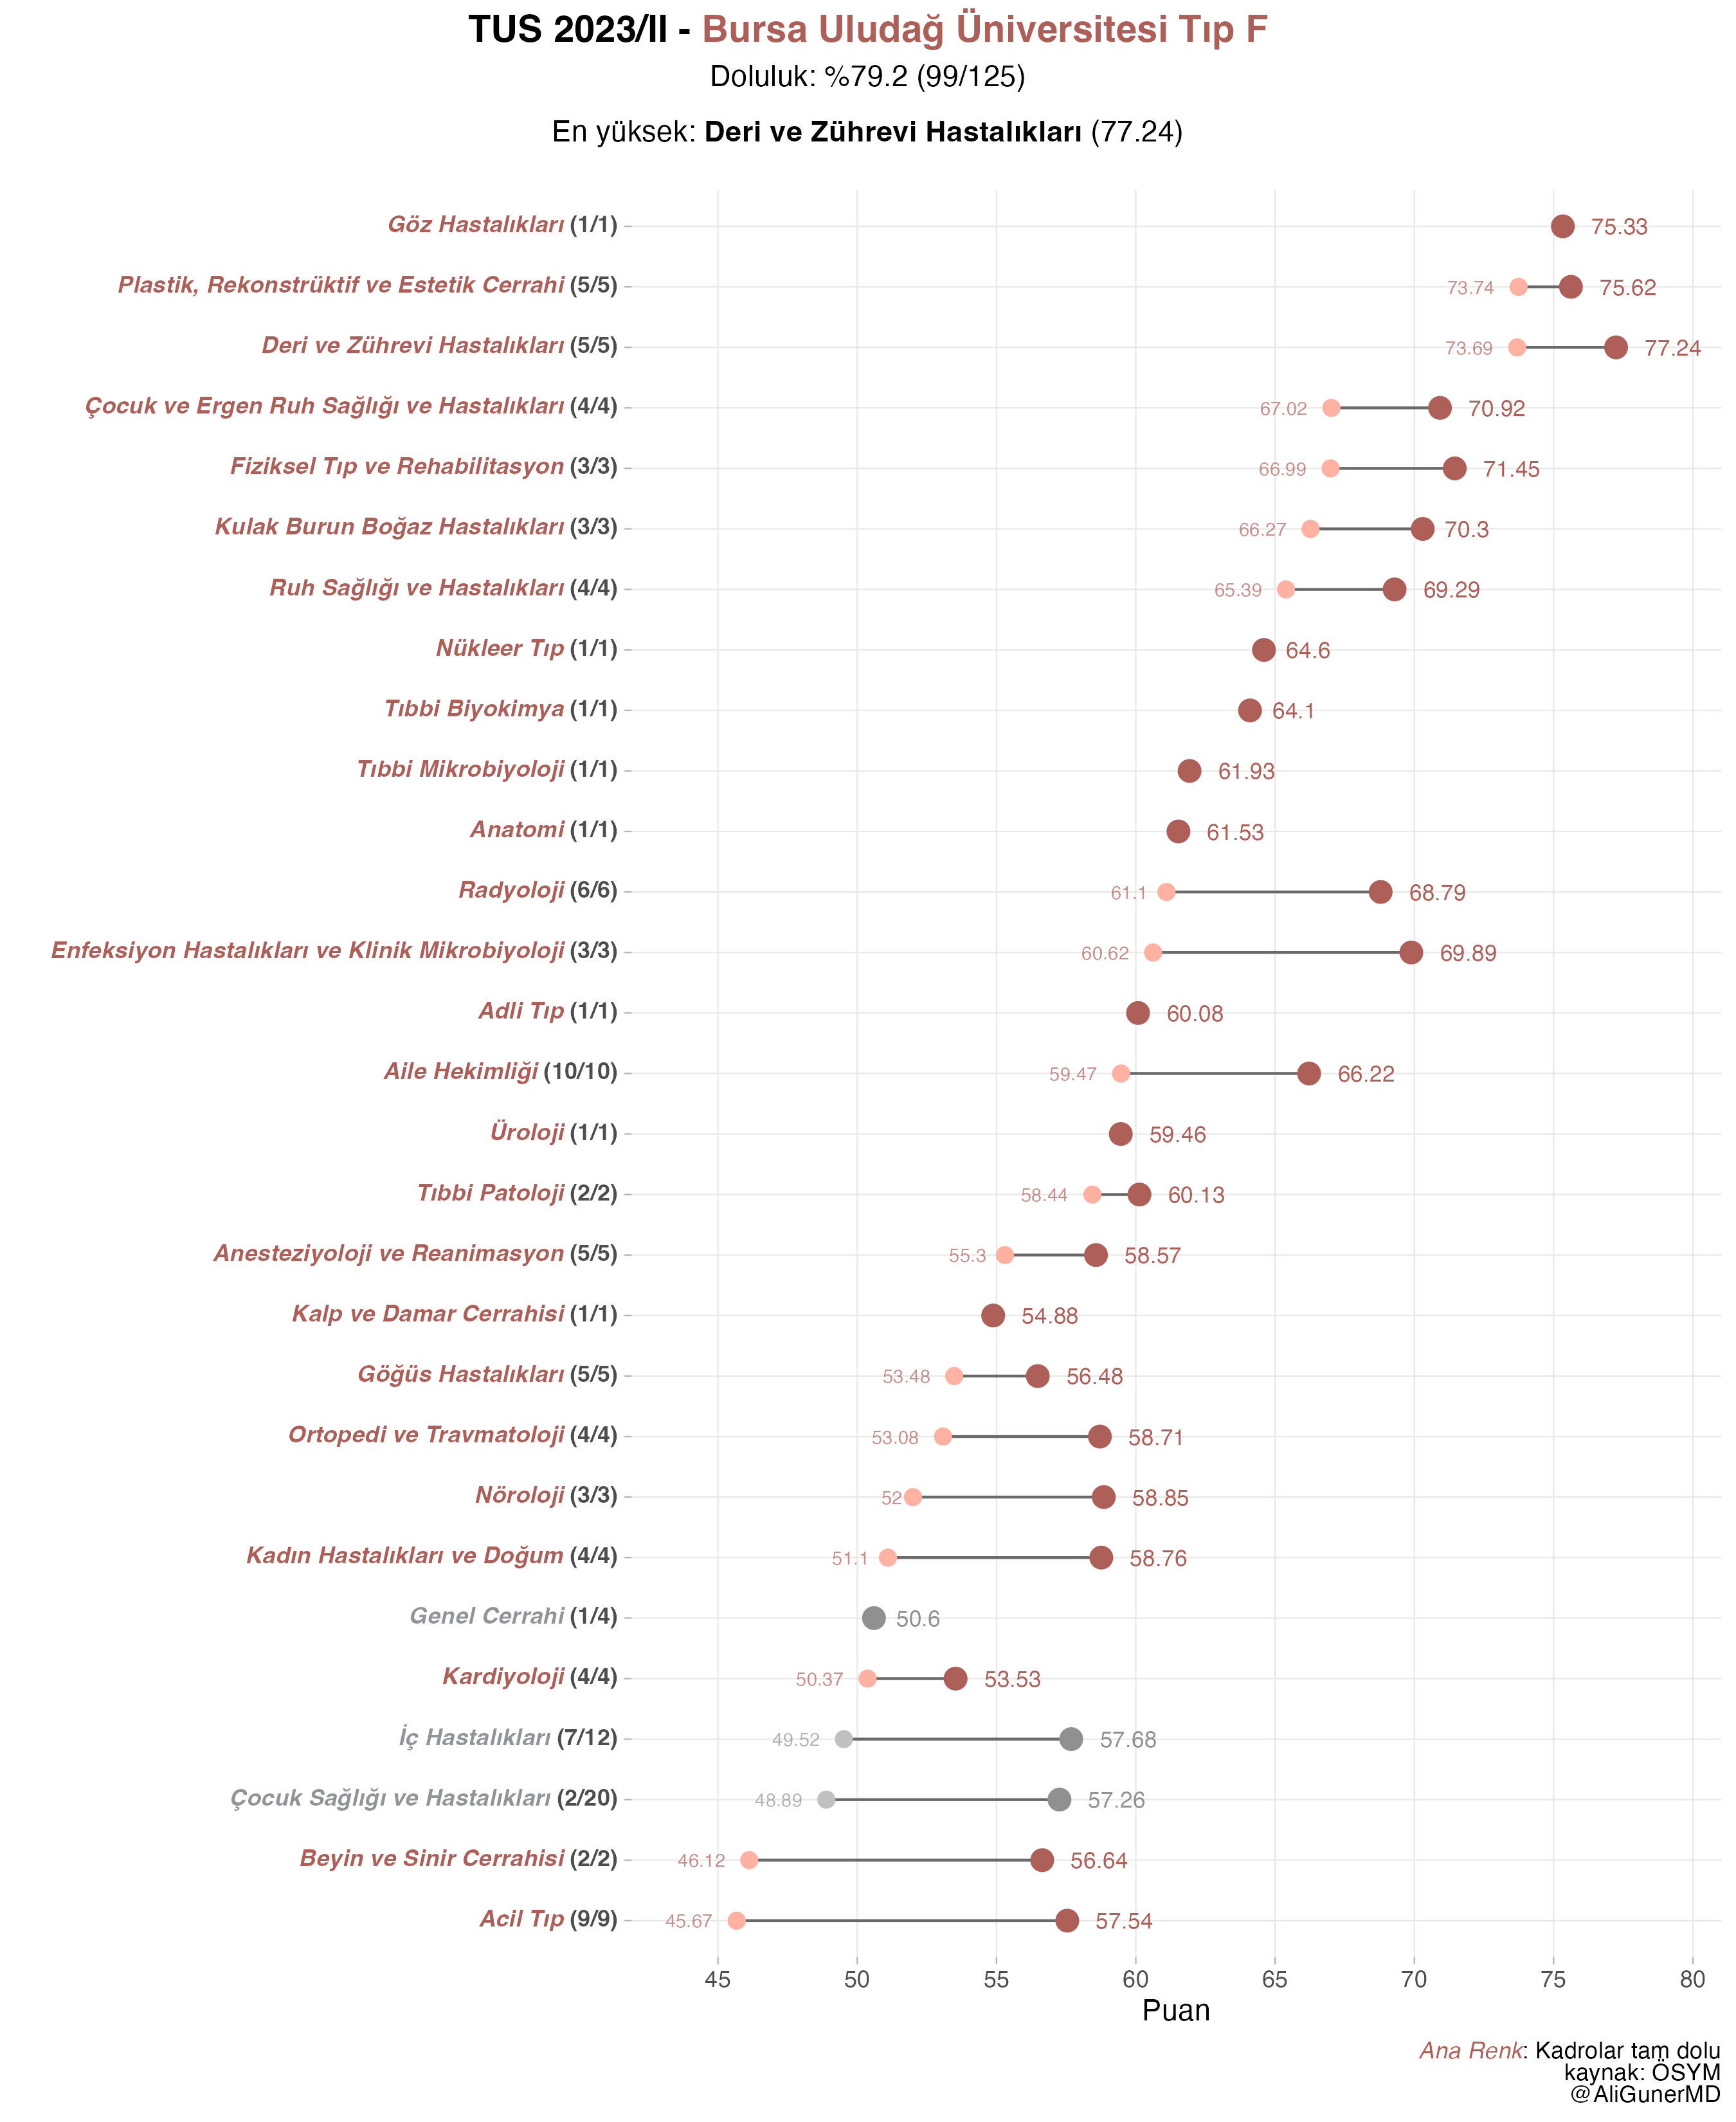 TUS 2023/II - Bursa Uludağ Üniversitesi Tıp F
Doluluk: %79.2 (99/125)
En yüksek: Deri ve Zührevi Hastalıkları (77.24)
Göz Hastalıkları (1/1) 75.33
Plastik, Rekonstrüktif ve Estetik Cerrahi (5/5) 73.74 75.62
Deri ve Zührevi Hastalıkları (5/5) 73.69 77.24
Çocuk ve Ergen Ruh Sağlığı ve Hastalıkları (4/4) 67.02 70.92
Fiziksel Tıp ve Rehabilitasyon (3/3) 66.99 71.45
Kulak Burun Boğaz Hastalıkları (3/3) 66.27 70.3
Ruh Sağlığı ve Hastalıkları (4/4) 65.39 69.29
Nükleer Tıp (1/1) 64.6
Tıbbi Biyokimya (1/1) 64.1
Tıbbi Mikrobiyoloji (1/1) 61.93
Anatomi (1/1) 61.53
Radyoloji (6/6) 61.1 68.79
Enfeksiyon Hastalıkları ve Klinik Mikrobiyoloji (3/3) 60.62 69.89
Adli Tıp (1/1) 60.08
Aile Hekimliği (10/10) 59.47 66.22
Üroloji (1/1) 59.46
Tıbbi Patoloji (2/2) 58.44 60.13
Anesteziyoloji ve Reanimasyon (5/5) 55.3 58.57
Kalp ve Damar Cerrahisi (1/1) 54.88
Göğüs Hastalıkları (5/5) 53.48 56.48
Ortopedi ve Travmatoloji (4/4) 53.08 58.71
Nöroloji (3/3) 52 58.85
Kadın Hastalıkları ve Doğum (4/4) 51.1 58.76
Genel Cerrahi (1/4) 50.6
Kardiyoloji (4/4) 50.37 53.53
İç Hastalıkları (7/12) 49.52 57.68
Çocuk Sağlığı ve Hastalıkları (2/20) 48.89 57.26
Beyin ve Sinir Cerrahisi (2/2) 46.12 56.64
Acil Tıp (9/9) 45.67 57.54
45 50 55 60 65 70 75 80
Puan
Ana Renk: Kadrolar tam dolu
kaynak: ÖSYM
@AliGunerMD